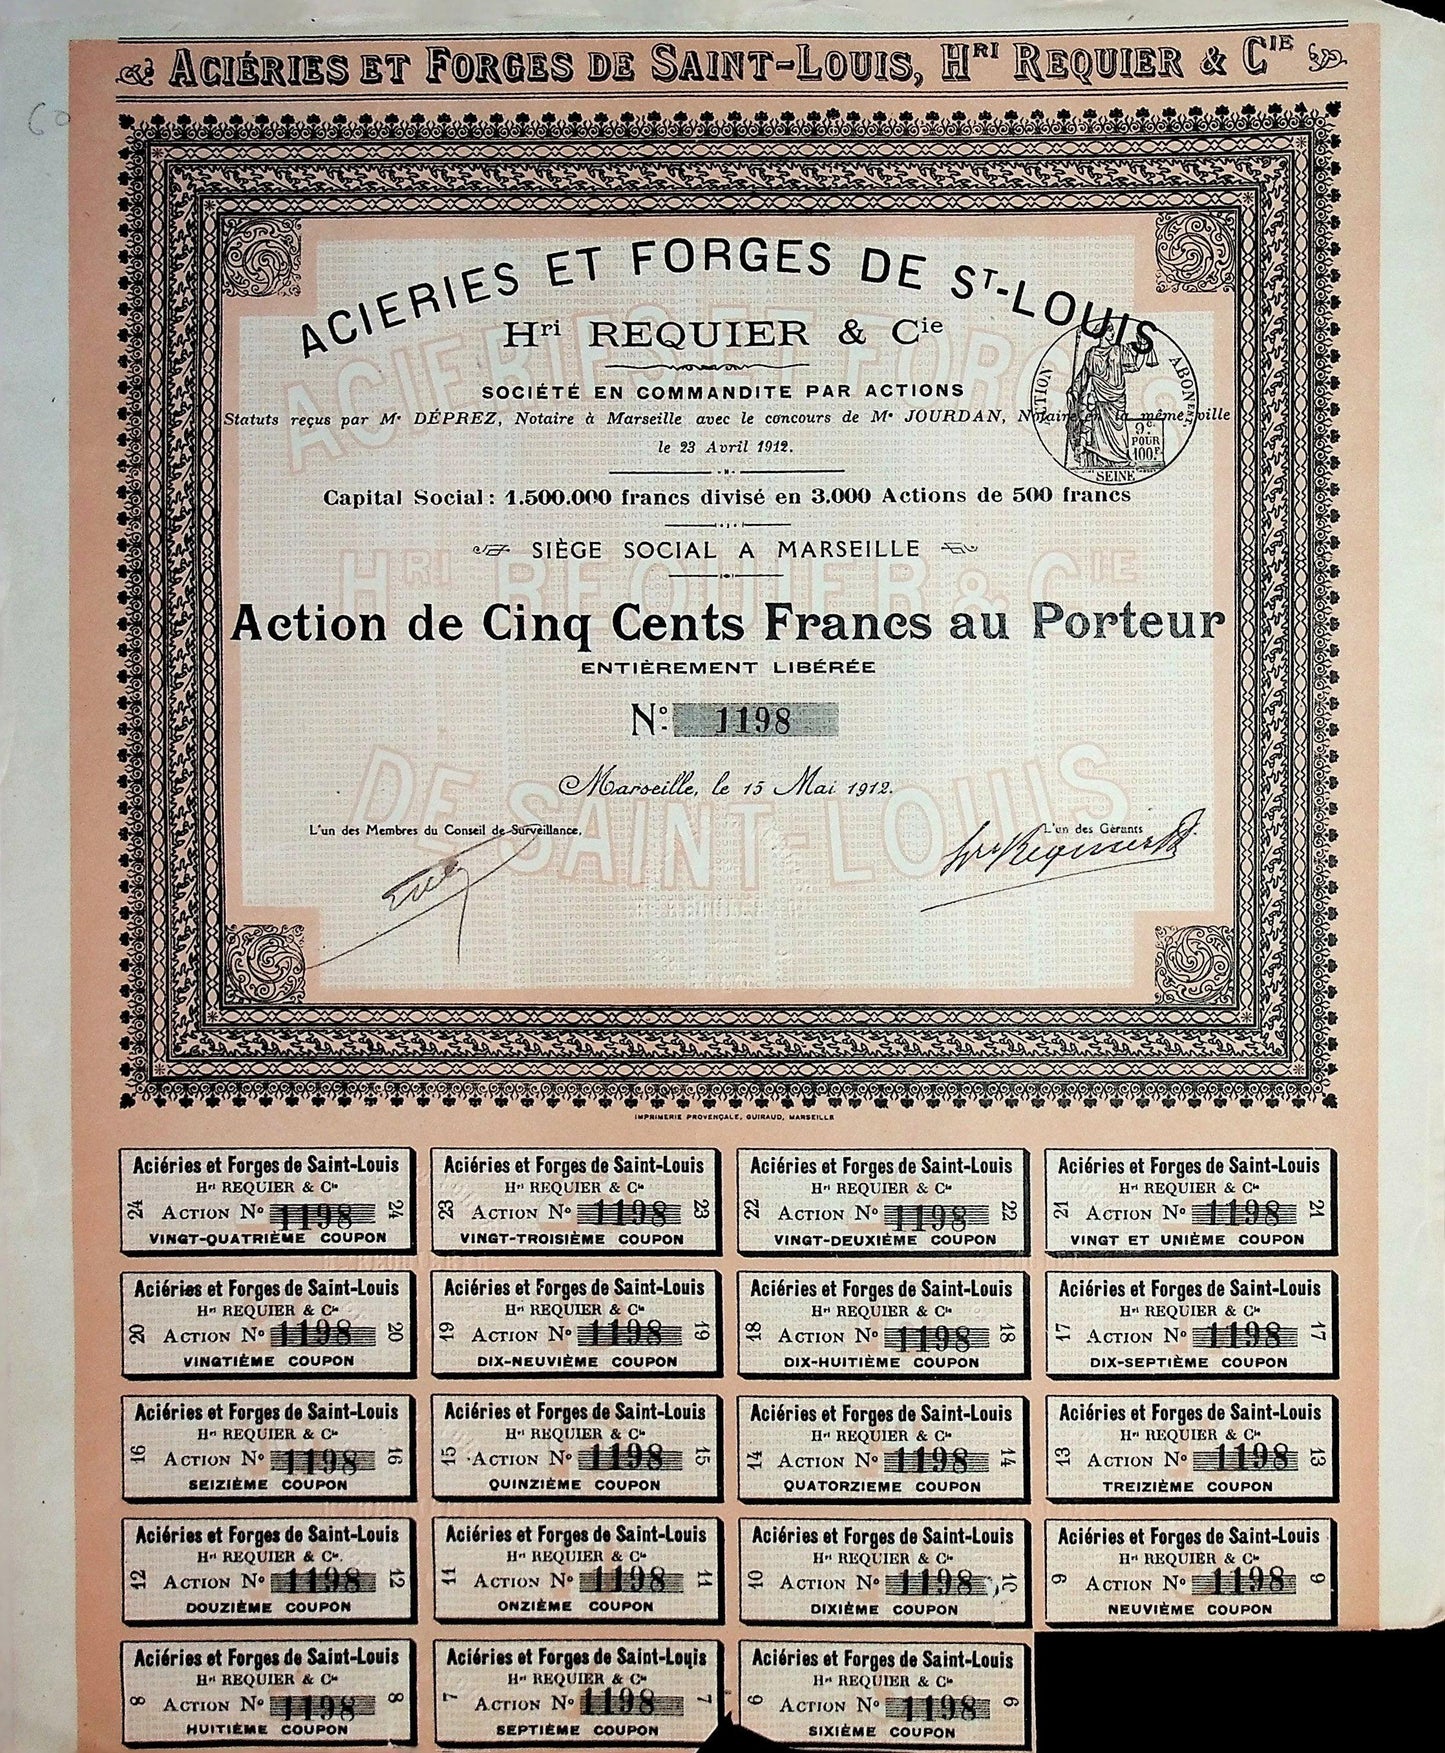 60
ACIÉRIES ET FORGES DE SAINT-LOUIS, HRI REQUIER & CIE
ACIERIES ET FORGES DE ST-LOUIS
Hri REQUIER & Cie
SOCIÉTÉ EN COMMANDITE PAR ACTIONS
Statuts reçus par Me DÉPREZ, Notaire à Marseille avec le concours de Me JOURDAN, Notaire en la même ville
le 23 Avril 1912.
ABONEnt
9c
POUR
100F
SEINE
Capital Social: 1.500.000 francs divisé en 3.000 Actions de 500 francs
SIÈGE SOCIAL A MARSEILLE
Action de Cinq Cents Francs au Porteur
ENTIÈREMENT LIBÉRÉE
No 1198
Marseille, le 15 Mai 1912.
L'un des Membres du Conseil de Surveillance,
L'un des Gérants
Hri Requier & Cie
ACIERIES ET FORGES
HRI REQUIER & CIE
DE SAINT-LOUIS
IMPRIMERIE PROVENÇALE, GUIRAUD, MARSEILLE
Aciéries et Forges de Saint-Louis
Hri REQUIER & Cie
24 ACTION No 1198 24
VINGT-QUATRIÈME COUPON
Aciéries et Forges de Saint-Louis
Hri REQUIER & Cie
23 ACTION No 1198 23
VINGT-TROISIÈME COUPON
Aciéries et Forges de Saint-Louis
Hri REQUIER & Cie
22 ACTION No 1198 22
VINGT-DEUXIÈME COUPON
Aciéries et Forges de Saint-Louis
Hri REQUIER & Cie
21 ACTION No 1198 21
VINGT ET UNIÈME COUPON
Aciéries et Forges de Saint-Louis
Hri REQUIER & Cie
20 ACTION No 1198 20
VINGTIÈME COUPON
Aciéries et Forges de Saint-Louis
Hri REQUIER & Cie
19 ACTION No 1198 19
DIX-NEUVIÈME COUPON
Aciéries et Forges de Saint-Louis
Hri REQUIER & Cie
18 ACTION No 1198 18
DIX-HUITIÈME COUPON
Aciéries et Forges de Saint-Louis
Hri REQUIER & Cie
17 ACTION No 1198 17
DIX-SEPTIÈME COUPON
Aciéries et Forges de Saint-Louis
Hri REQUIER & Cie
16 ACTION No 1198 16
SEIZIÈME COUPON
Aciéries et Forges de Saint-Louis
Hri REQUIER & Cie
15 ACTION No 1198 15
QUINZIÈME COUPON
Aciéries et Forges de Saint-Louis
Hri REQUIER & Cie
14 ACTION No 1198 14
QUATORZIEME COUPON
Aciéries et Forges de Saint-Louis
Hri REQUIER & Cie
13 ACTION No 1198 13
TREIZIÈME COUPON
Aciéries et Forges de Saint-Louis
Hri REQUIER & Cie.
12 ACTION No 1198 12
DOUZIÈME COUPON
Aciéries et Forges de Saint-Louis
Hri REQUIER & Cie
11 ACTION No 1198 11
ONZIÈME COUPON
Aciéries et Forges de Saint-Louis
Hri REQUIER & Cie
10 ACTION No 1198 10
DIXIÈME COUPON
Aciéries et Forges de Saint-Louis
Hri REQUIER & Cie
9 ACTION No 1198 9
NEUVIÈME COUPON
Aciéries et Forges de Saint-Louis
Hri REQUIER & Cie
8 ACTION No 1198 8
HUITIÈME COUPON
Aciéries et Forges de Saint-Louis
Hri REQUIER & Cie
7 ACTION No 1198 7
SEPTIÈME COUPON
Aciéries et Forges de Saint-Louis
Hri REQUIER & Cie
6 ACTION No 1198 6
SIXIÈME COUPON